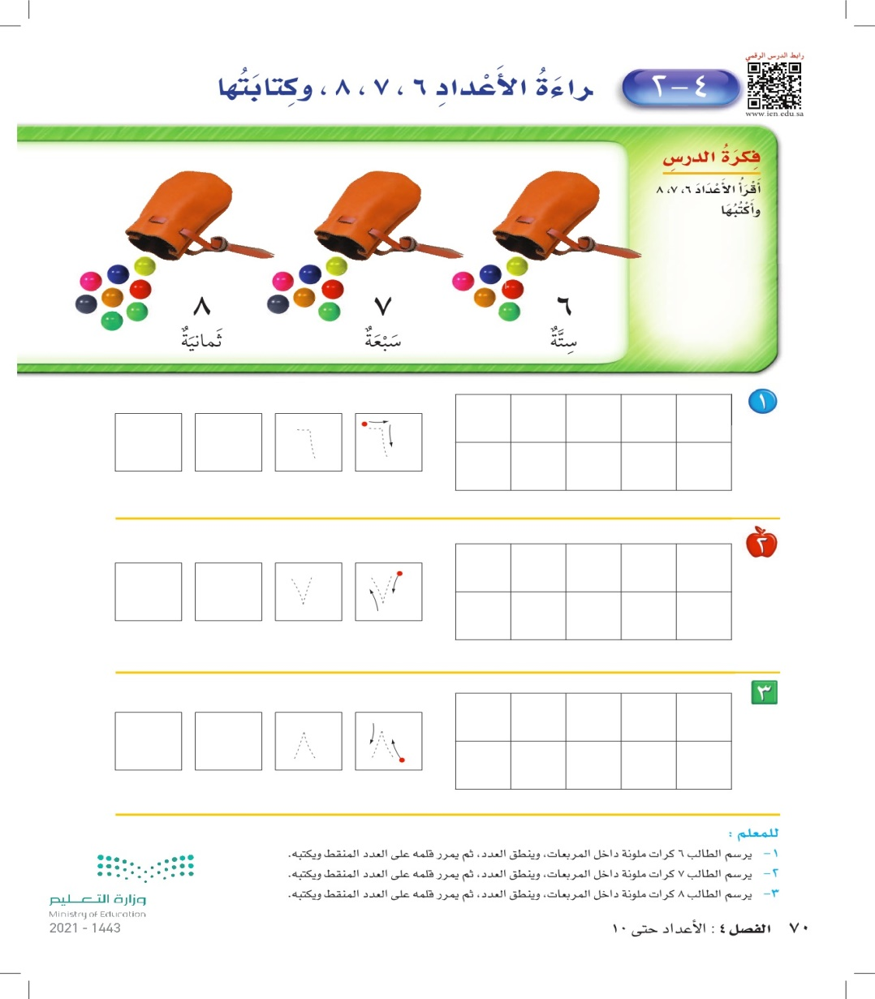 رابط الدرس الرقمي
www.ien.edu.sa
٤-٢
ـراءَةُ الأَعْدادِ ٦، ٧، ٨، وكِتابَتُها
فِكرَةُ الدرسِ
أَقْرَأُ الأَعْدَادَ ٦، ٧، ٨
وأَكْتُبُهَا
٦ ٧ ٨
سِتَّةٌ سَبْعَةٌ ثَمانيَةٌ
١
٦ ٦
٢
٧ ٧
٣
٨ ٨
للمعلم :
١- يرسم الطالب ٦ كرات ملونة داخل المربعات، وينطق العدد، ثم يمرر قلمه على العدد المنقط ويكتبه.
٢- يرسم الطالب ٧ كرات ملونة داخل المربعات، وينطق العدد، ثم يمرر قلمه على العدد المنقط ويكتبه.
٣- يرسم الطالب ٨ كرات ملونة داخل المربعات، وينطق العدد، ثم يمرر قلمه على العدد المنقط ويكتبه.
وزارة التعـــليم
Ministry of Education
2021 - 1443
٧٠ الفصل ٤ : الأعداد حتى ١٠